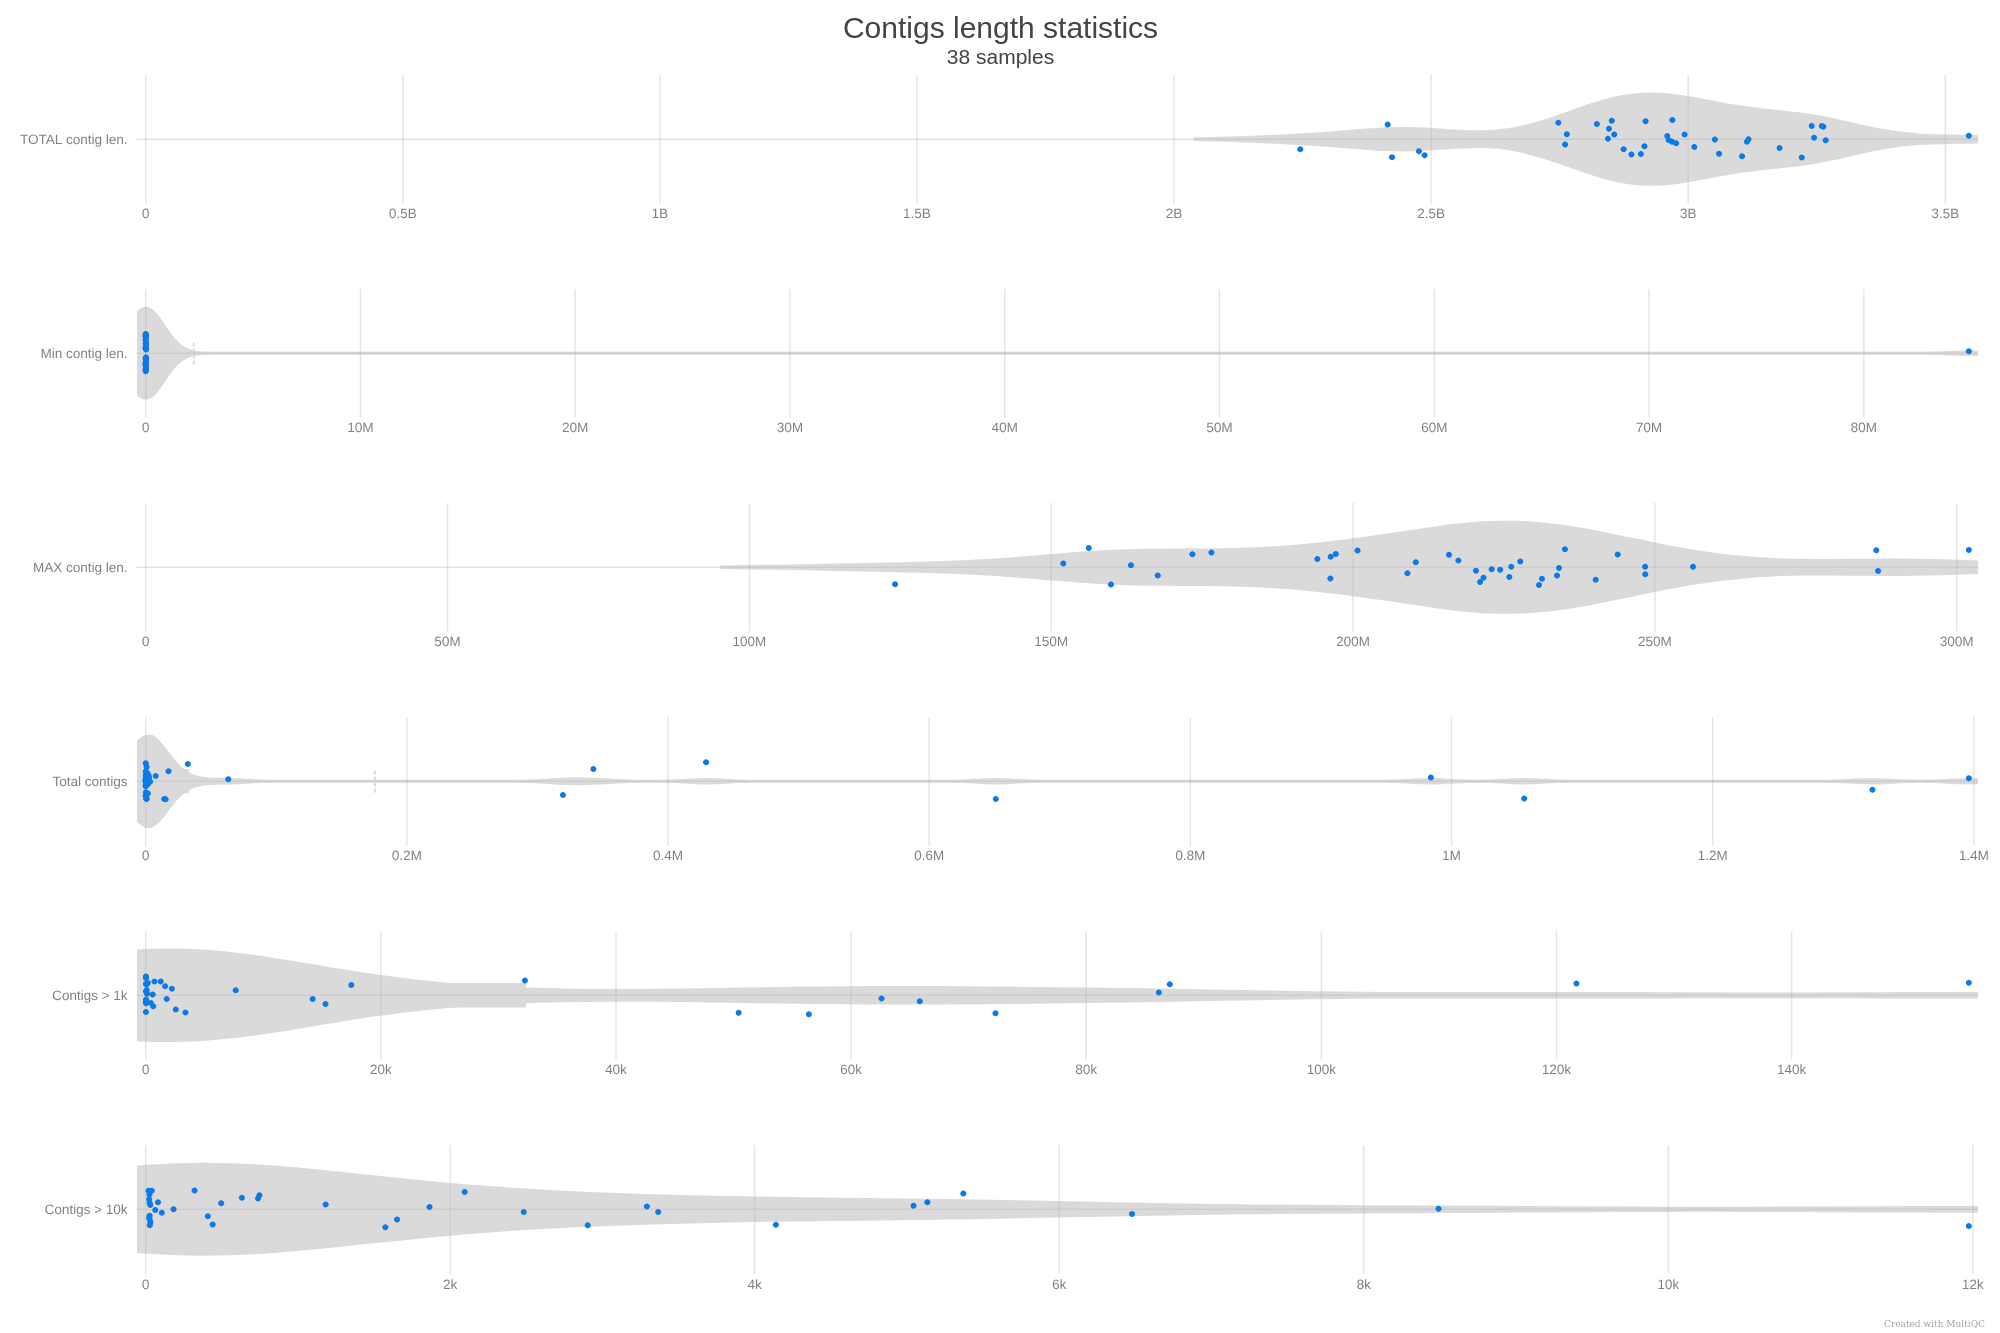 Contigs length statistics
38 samples
TOTAL contig len.
0 0.5B 1B 1.5B 2B 2.5B 3B 3.5B
Min contig len.
0 10M 20M 30M 40M 50M 60M 70M 80M
MAX contig len.
0 50M 100M 150M 200M 250M 300M
Total contigs
0 0.2M 0.4M 0.6M 0.8M 1M 1.2M 1.4M
Contigs > 1k
0 20k 40k 60k 80k 100k 120k 140k
Contigs > 10k
0 2k 4k 6k 8k 10k 12k
Created with MultiQC